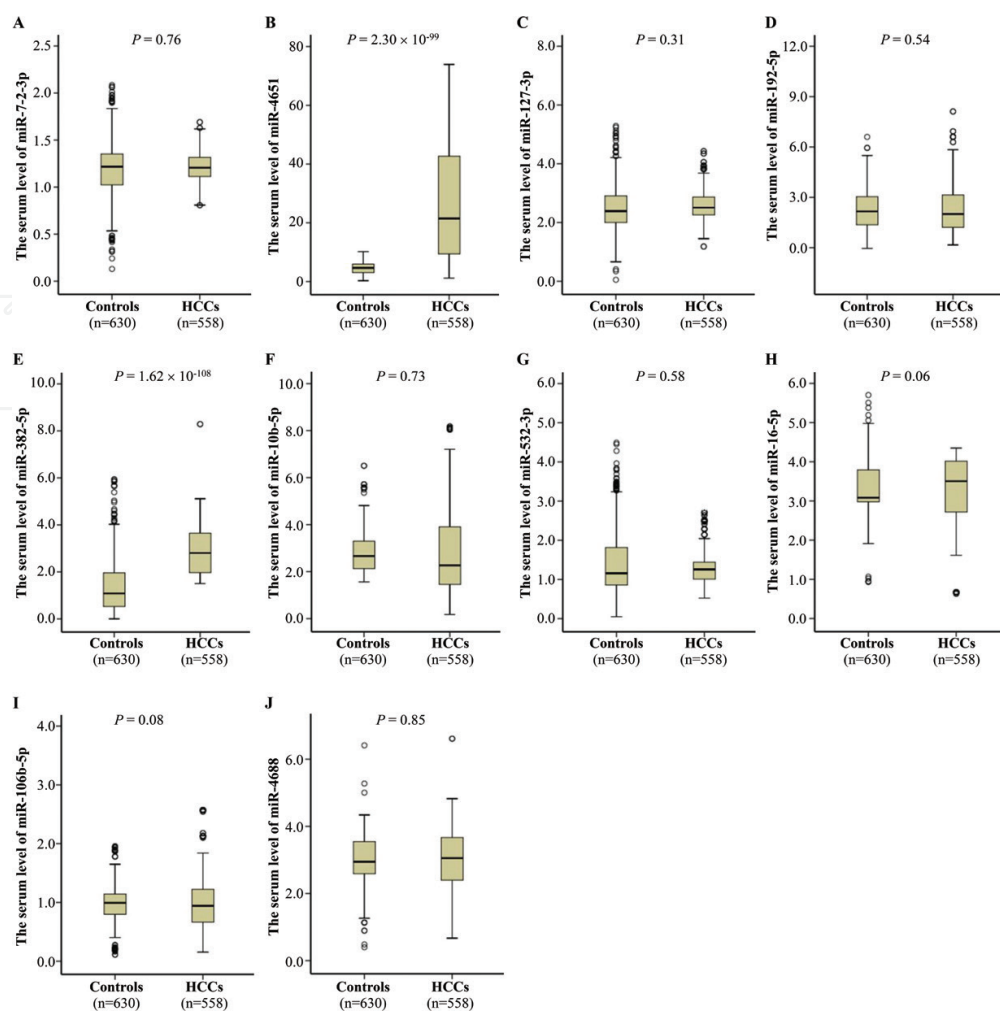 A
P = 0.76
The serum level of miR-7-2-3p
2.5
2.0
1.5
1.0
0.5
0.0
Controls
(n=630)
HCCs
(n=558)
B
P = 2.30 × 10-99
The serum level of miR-4651
80
60
40
20
0
Controls
(n=630)
HCCs
(n=558)
C
P = 0.31
The serum level of miR-127-3p
8.0
6.0
4.0
2.0
0.0
Controls
(n=630)
HCCs
(n=558)
D
P = 0.54
The serum level of miR-192-5p
12.0
9.0
6.0
3.0
0.0
Controls
(n=630)
HCCs
(n=558)
E
P = 1.62 × 10-108
The serum level of miR-382-5p
10.0
8.0
6.0
4.0
2.0
0.0
Controls
(n=630)
HCCs
(n=558)
F
P = 0.73
The serum level of miR-10b-5p
10.0
8.0
6.0
4.0
2.0
0.0
Controls
(n=630)
HCCs
(n=558)
G
P = 0.58
The serum level of miR-532-3p
6.0
5.0
4.0
3.0
2.0
1.0
0.0
Controls
(n=630)
HCCs
(n=558)
H
P = 0.06
The serum level of miR-16-5p
6.0
5.0
4.0
3.0
2.0
1.0
0.0
Controls
(n=630)
HCCs
(n=558)
I
P = 0.08
The serum level of miR-106b-5p
4.0
3.0
2.0
1.0
0.0
Controls
(n=630)
HCCs
(n=558)
J
P = 0.85
The serum level of miR-4688
6.0
4.0
2.0
0.0
Controls
(n=630)
HCCs
(n=558)